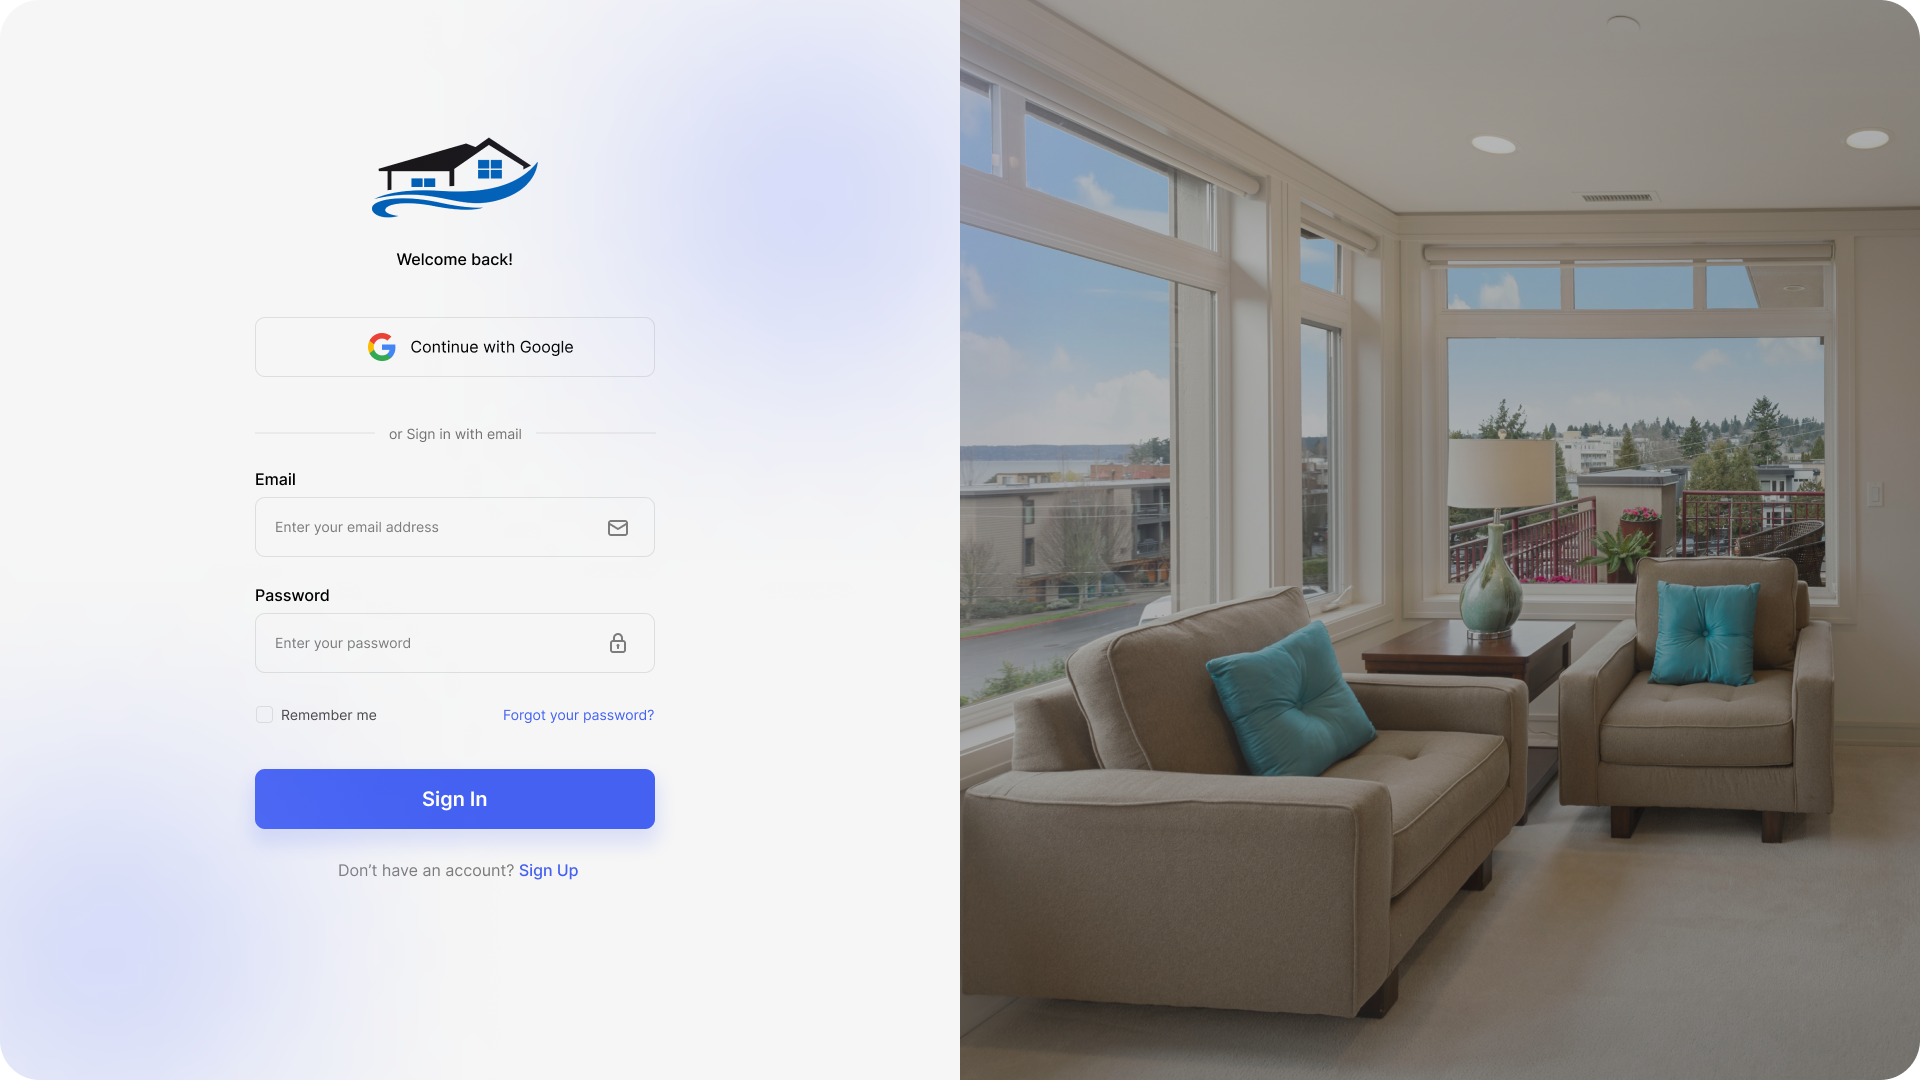 Welcome back!
Continue with Google
or Sign in with email
Email
Enter your email address
Password
Enter your password
Remember me
Forgot your password?
Sign In
Don’t have an account? Sign Up